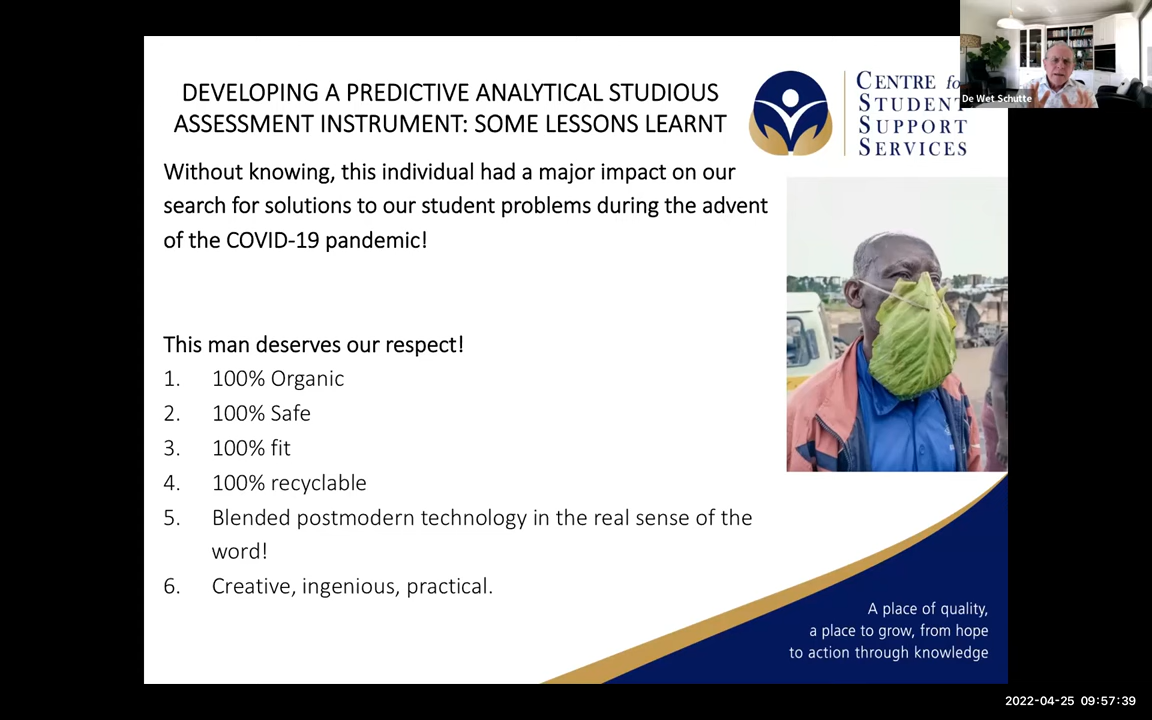 DEVELOPING A PREDICTIVE ANALYTICAL STUDIOUS
ASSESSMENT INSTRUMENT: SOME LESSONS LEARNT
CENTRE for
STUDENT
SUPPORT
SERVICES
De Wet Schutte
Without knowing, this individual had a major impact on our
search for solutions to our student problems during the advent
of the COVID-19 pandemic!
This man deserves our respect!
1. 100% Organic
2. 100% Safe
3. 100% fit
4. 100% recyclable
5. Blended postmodern technology in the real sense of the
word!
6. Creative, ingenious, practical.
A place of quality,
a place to grow, from hope
to action through knowledge
2022-04-25 09:57:39